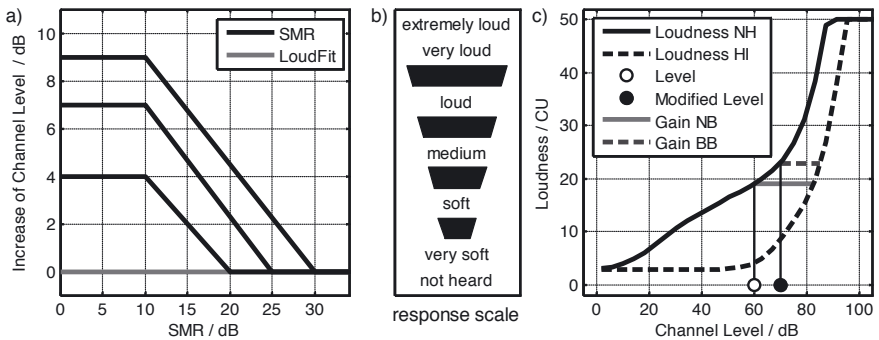 a)
Increase of Channel Level / dB
10
8
6
4
2
0
0 5 10 15 20 25 30
SMR / dB
SMR
LoudFit
b)
extremely loud
very loud
loud
medium
soft
very soft
not heard
response scale
c)
Loudness / CU
50
40
30
20
10
0
0 20 40 60 80 100
Channel Level / dB
Loudness NH
Loudness HI
Level
Modified Level
Gain NB
Gain BB